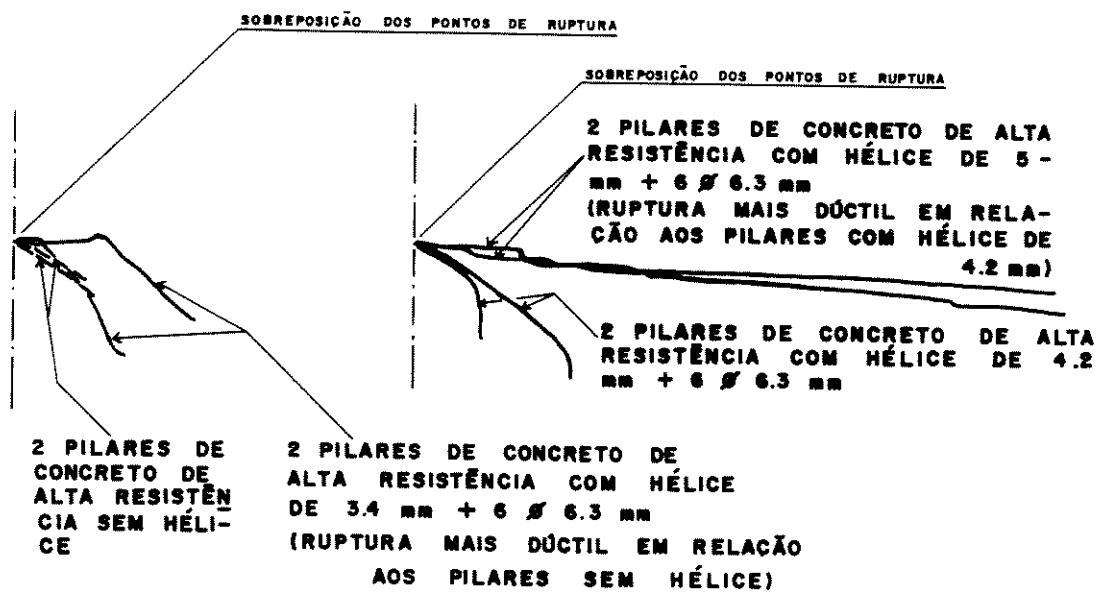 SOBREPOSIÇÃO DOS PONTOS DE RUPTURA
SOBREPOSIÇÃO DOS PONTOS DE RUPTURA
2 PILARES DE CONCRETO DE ALTA
RESISTÊNCIA COM HÉLICE DE 5-
mm + 6 Ø 6.3 mm
(RUPTURA MAIS DÚCTIL EM RELA-
ÇÃO AOS PILARES COM HÉLICE DE
4.2 mm)
2 PILARES DE CONCRETO DE ALTA
RESISTÊNCIA COM HÉLICE DE 4.2
mm + 6 Ø 6.3 mm
2 PILARES DE
CONCRETO DE
ALTA RESISTÊN
CIA SEM HÉLI-
CE
2 PILARES DE CONCRETO DE
ALTA RESISTÊNCIA COM HÉLICE
DE 3.4 mm + 6 Ø 6.3 mm
(RUPTURA MAIS DÚCTIL EM RELAÇÃO
AOS PILARES SEM HÉLICE)